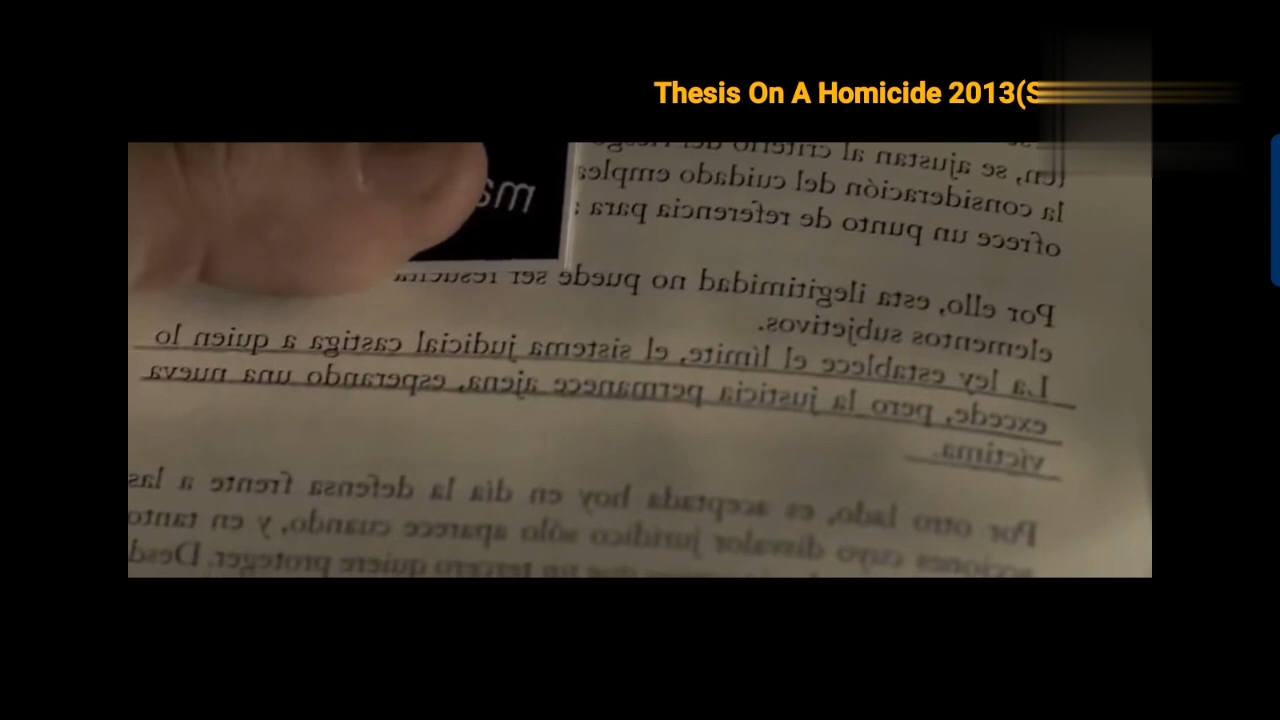 Thesis On A Homicide 2013(S
ten, se ajustan al criterio del riesgo
la consideración del cuidado emplea
ofrece un punto de referencia para
ma
Por ello, esta ilegitimidad no puede ser
elementos subjetivos.
La ley establece el límite, el sistema judicial castiga a quien lo
excede, pero la justicia permanece ajena, esperando una nueva
víctima.
Por otro lado, es aceptada hoy en día la defensa frente a las
acciones cuyo disvalor jurídico sólo aparece cuando, y en tanto
que un tercero quiere proteger. Desd